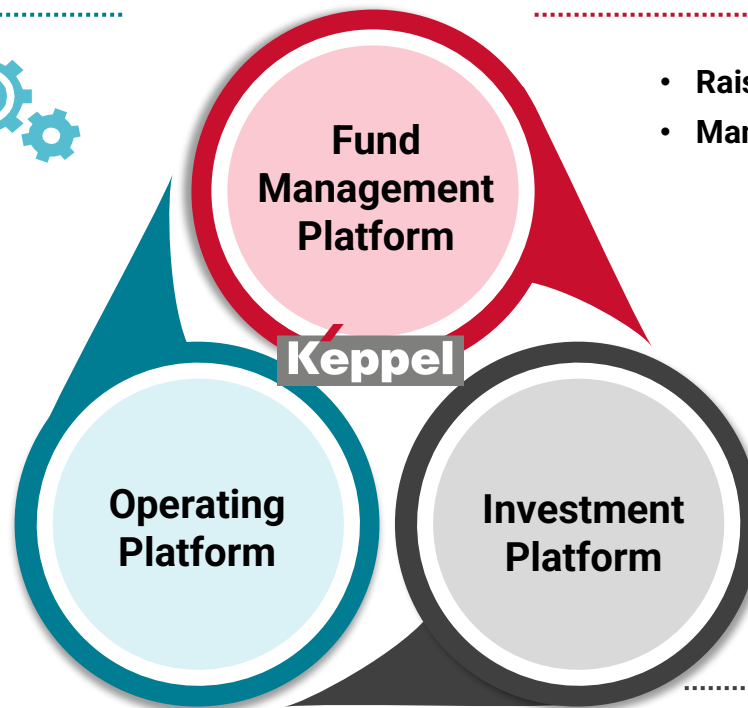 Fund
Management
Platform
Keppel
Operating
Platform
Investment
Platform